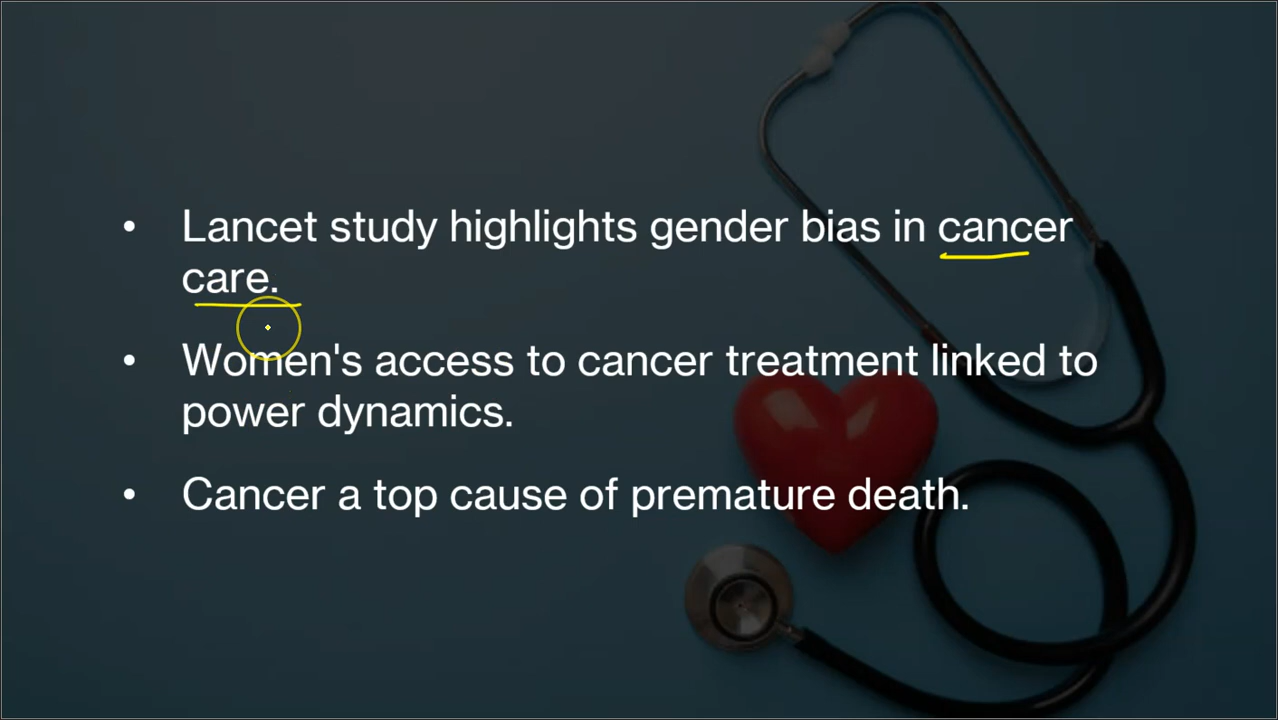 • Lancet study highlights gender bias in cancer
care.
• Women's access to cancer treatment linked to
power dynamics.
• Cancer a top cause of premature death.